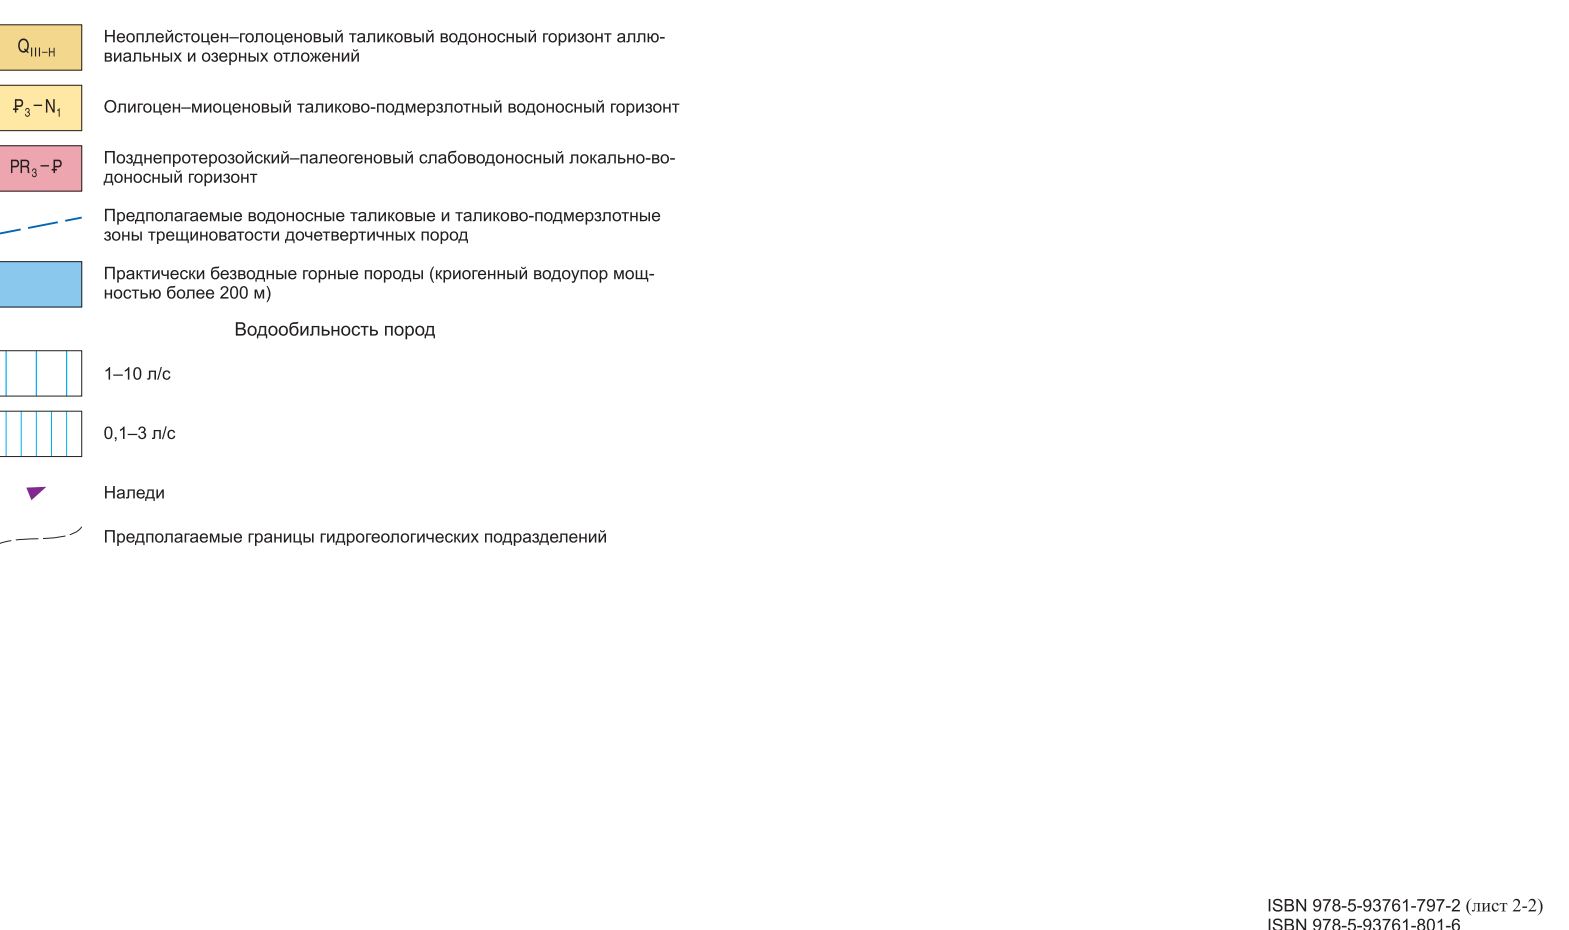 Q III–H
Неоплейстоцен–голоценовый таликовый водоносный горизонт аллю-
виальных и озерных отложений
₽3–N1
Олигоцен–миоценовый таликово-подмерзлотный водоносный горизонт
PR3–₽
Позднепротерозойский–палеогеновый слабоводоносный локально-во-
доносный горизонт
Предполагаемые водоносные таликовые и таликово-подмерзлотные
зоны трещиноватости дочетвертичных пород
Практически безводные горные породы (криогенный водоупор мощ-
ностью более 200 м)
Водообильность пород
1–10 л/с
0,1–3 л/с
Наледи
Предполагаемые границы гидрогеологических подразделений
ISBN 978-5-93761-797-2 (лист 2-2)
ISBN 978-5-93761-801-6